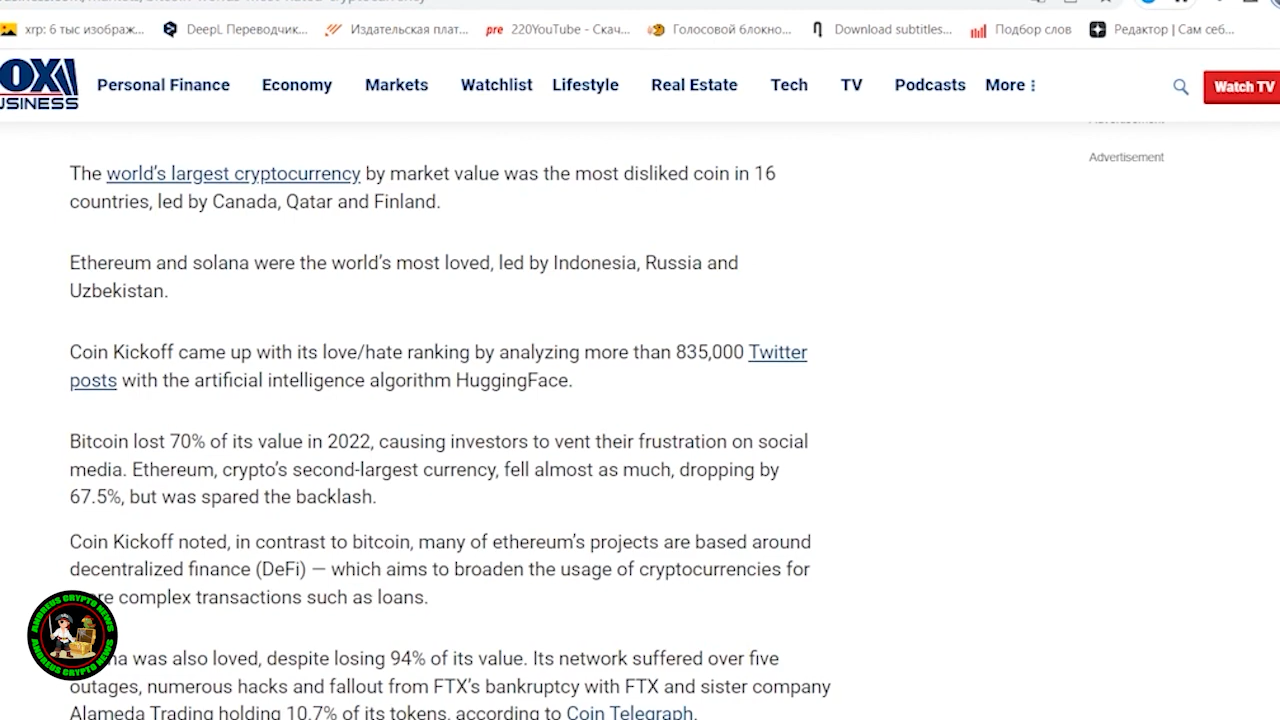 хгр: 6 тыс изображ...
DeepL Переводчик...
Издательская плат...
pre 220YouTube - Скач...
Голосовой блокно...
Download subtitles...
Подбор слов
Редактор | Сам себ...
OX
USINESS
Personal Finance
Economy
Markets
Watchlist
Lifestyle
Real Estate
Tech
TV
Podcasts
More
Watch TV
Advertisement
The world's largest cryptocurrency by market value was the most disliked coin in 16
countries, led by Canada, Qatar and Finland.
Ethereum and solana were the world's most loved, led by Indonesia, Russia and
Uzbekistan.
Coin Kickoff came up with its love/hate ranking by analyzing more than 835,000 Twitter
posts with the artificial intelligence algorithm HuggingFace.
Bitcoin lost 70% of its value in 2022, causing investors to vent their frustration on social
media. Ethereum, crypto's second-largest currency, fell almost as much, dropping by
67.5%, but was spared the backlash.
Coin Kickoff noted, in contrast to bitcoin, many of ethereum's projects are based around
decentralized finance (DeFi) — which aims to broaden the usage of cryptocurrencies for
complex transactions such as loans.
was also loved, despite losing 94% of its value. Its network suffered over five
outages, numerous hacks and fallout from FTX's bankruptcy with FTX and sister company
Alameda Trading holding 10.7% of its tokens, according to Coin Telegraph.
ANDREUS CRYPTO NEWS
ANDREUS CRYPTO NEWS